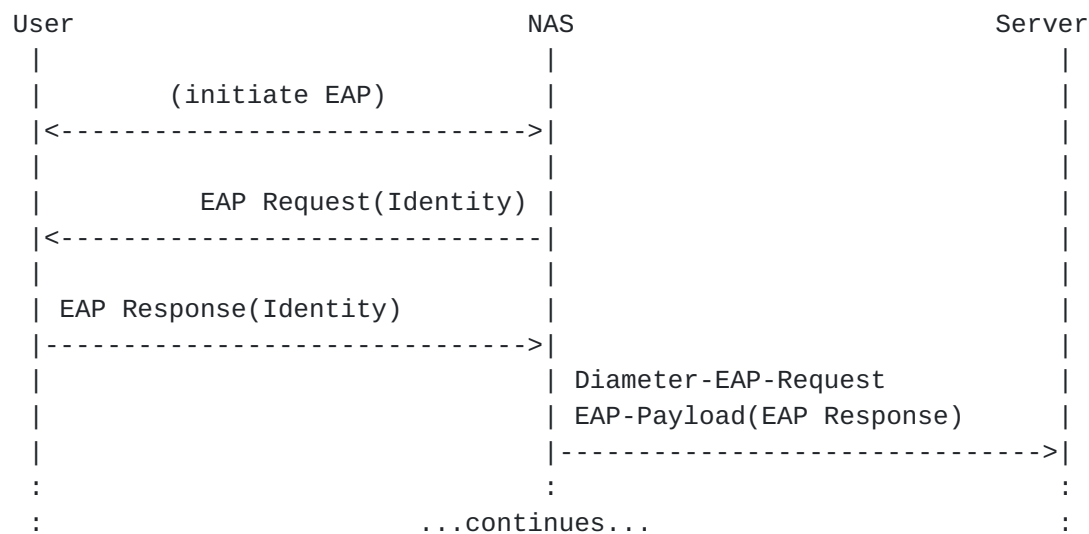 User NAS Server
(initiate EAP)
EAP Request(Identity)
EAP Response(Identity)
Diameter-EAP-Request
EAP-Payload(EAP Response)
...continues...